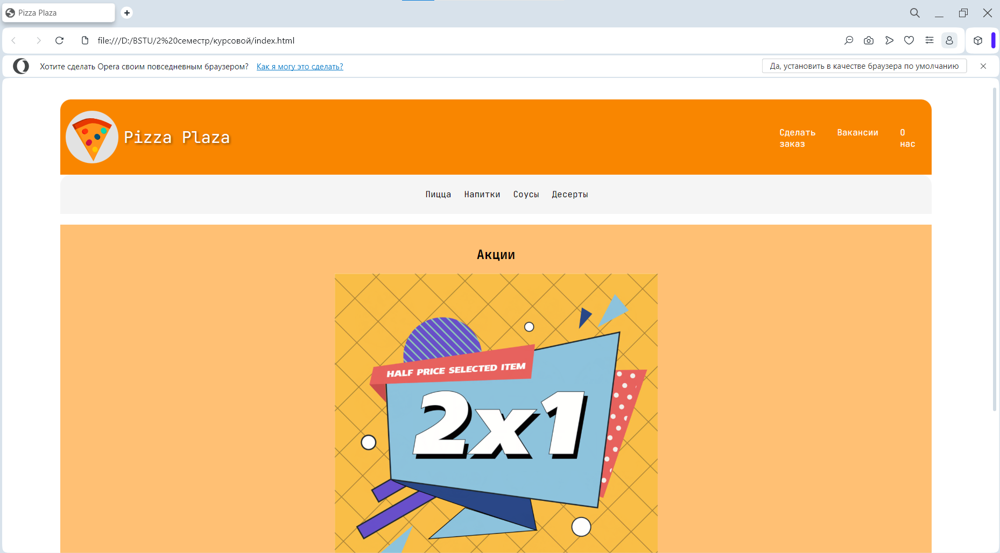 Pizza Plaza
file:///D:/BSTU/2%20семестр/курсовой/index.html
Хотите сделать Opera своим повседневным браузером? Как я могу это сделать? Да, установить в качестве браузера по умолчанию
Pizza Plaza
Сделать заказ
Вакансии
О нас
Пицца Напитки Соусы Десерты
Акции
HALF PRICE SELECTED ITEM
2x1